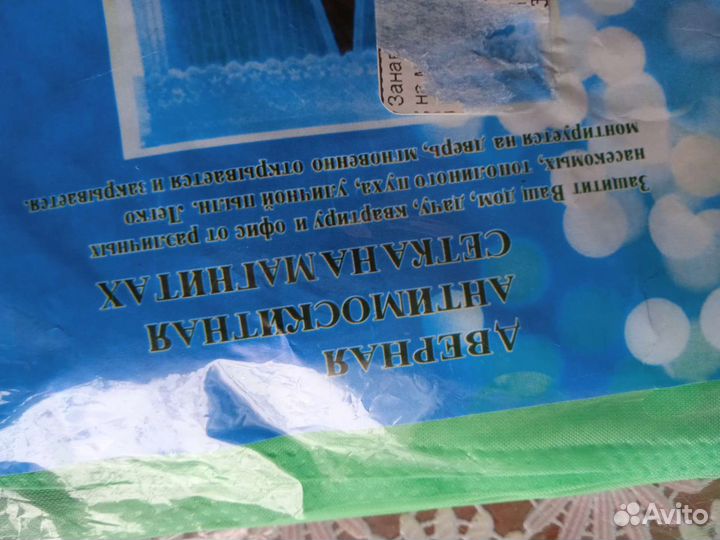 ДВЕРНАЯ
АНТИМОСКИТНАЯ
СЕТКА НА МАГНИТАХ
Защитит Ваш дом, дачу, квартиру и офис от различных
насекомых, тополиного пуха, уличной пыли. Легко
монтируется на дверь, мгновенно открывается и закрывается.
Avito